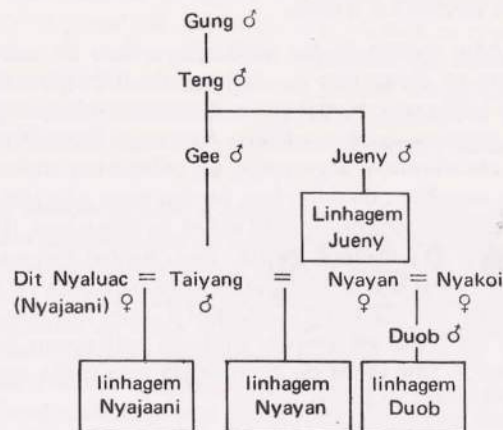 Gung ♂
Teng ♂
Gee ♂ Jueny ♂
Linhagem
Jueny
Dit Nyaluac = Taiyang = Nyayan = Nyakoi
(Nyajaani) ♀ ♂ ♀ ♀
Duob ♂
linhagem linhagem linhagem
Nyajaani Nyayan Duob